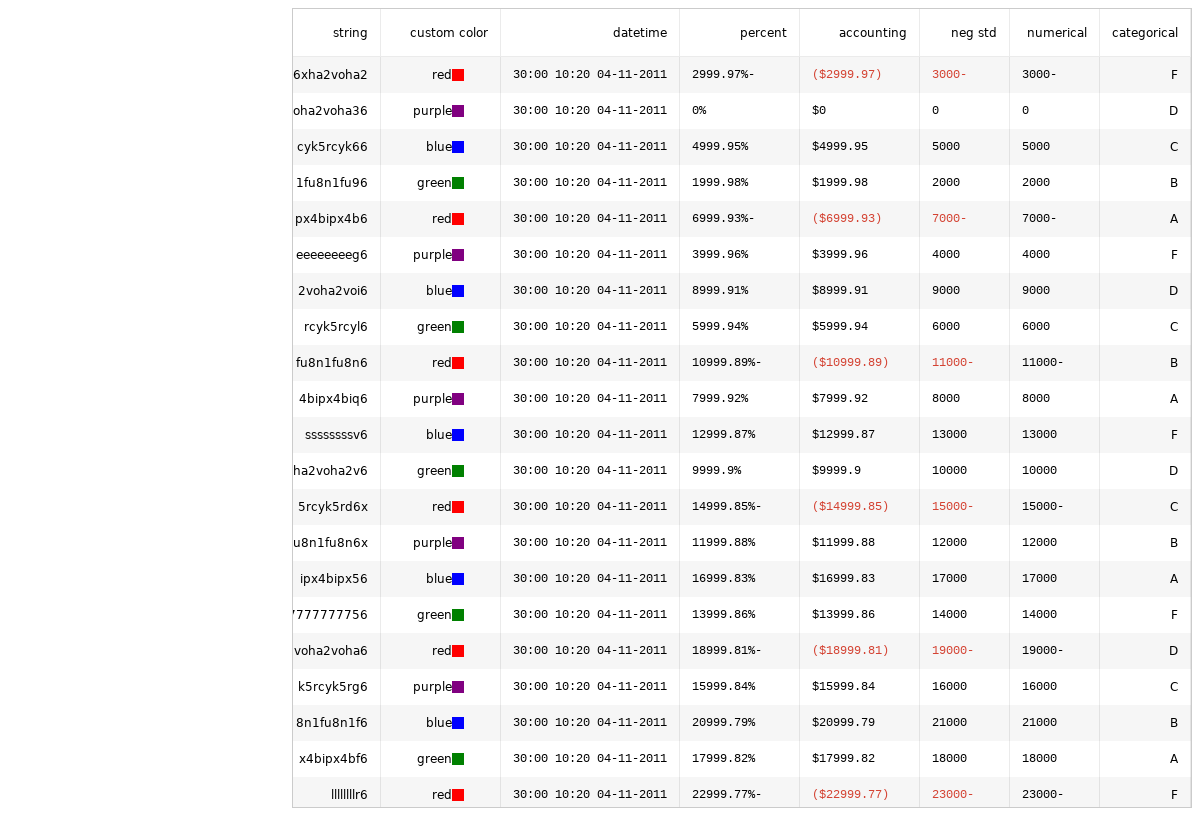 string custom color datetime percent accounting neg std numerical categorical
6xha2voha2 red 30:00 10:20 04-11-2011 2999.97%- ($2999.97) 3000- 3000- F
oha2voha36 purple 30:00 10:20 04-11-2011 0% $0 0 0 D
cyk5rcyk66 blue 30:00 10:20 04-11-2011 4999.95% $4999.95 5000 5000 C
1fu8n1fu96 green 30:00 10:20 04-11-2011 1999.98% $1999.98 2000 2000 B
px4bipx4b6 red 30:00 10:20 04-11-2011 6999.93%- ($6999.93) 7000- 7000- A
eeeeeeeeg6 purple 30:00 10:20 04-11-2011 3999.96% $3999.96 4000 4000 F
2voha2voi6 blue 30:00 10:20 04-11-2011 8999.91% $8999.91 9000 9000 D
rcyk5rcyl6 green 30:00 10:20 04-11-2011 5999.94% $5999.94 6000 6000 C
fu8n1fu8n6 red 30:00 10:20 04-11-2011 10999.89%- ($10999.89) 11000- 11000- B
4bipx4biq6 purple 30:00 10:20 04-11-2011 7999.92% $7999.92 8000 8000 A
ssssssssv6 blue 30:00 10:20 04-11-2011 12999.87% $12999.87 13000 13000 F
ha2voha2v6 green 30:00 10:20 04-11-2011 9999.9% $9999.9 10000 10000 D
5rcyk5rd6x red 30:00 10:20 04-11-2011 14999.85%- ($14999.85) 15000- 15000- C
u8n1fu8n6x purple 30:00 10:20 04-11-2011 11999.88% $11999.88 12000 12000 B
ipx4bipx56 blue 30:00 10:20 04-11-2011 16999.83% $16999.83 17000 17000 A
7777777756 green 30:00 10:20 04-11-2011 13999.86% $13999.86 14000 14000 F
voha2voha6 red 30:00 10:20 04-11-2011 18999.81%- ($18999.81) 19000- 19000- D
k5rcyk5rg6 purple 30:00 10:20 04-11-2011 15999.84% $15999.84 16000 16000 C
8n1fu8n1f6 blue 30:00 10:20 04-11-2011 20999.79% $20999.79 21000 21000 B
x4bipx4bf6 green 30:00 10:20 04-11-2011 17999.82% $17999.82 18000 18000 A
llllllllr6 red 30:00 10:20 04-11-2011 22999.77%- ($22999.77) 23000- 23000- F